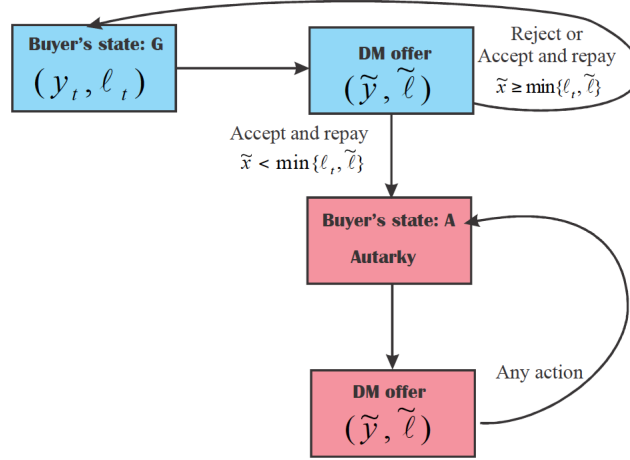 Buyer's state: G
(y_t, ℓ_t)
DM offer
(ỹ, ℓ̃)
Reject or
Accept and repay
x̃ ≥ min{ℓ_t, ℓ̃}
Accept and repay
x̃ < min{ℓ_t, ℓ̃}
Buyer's state: A
Autarky
DM offer
(ỹ, ℓ̃)
Any action